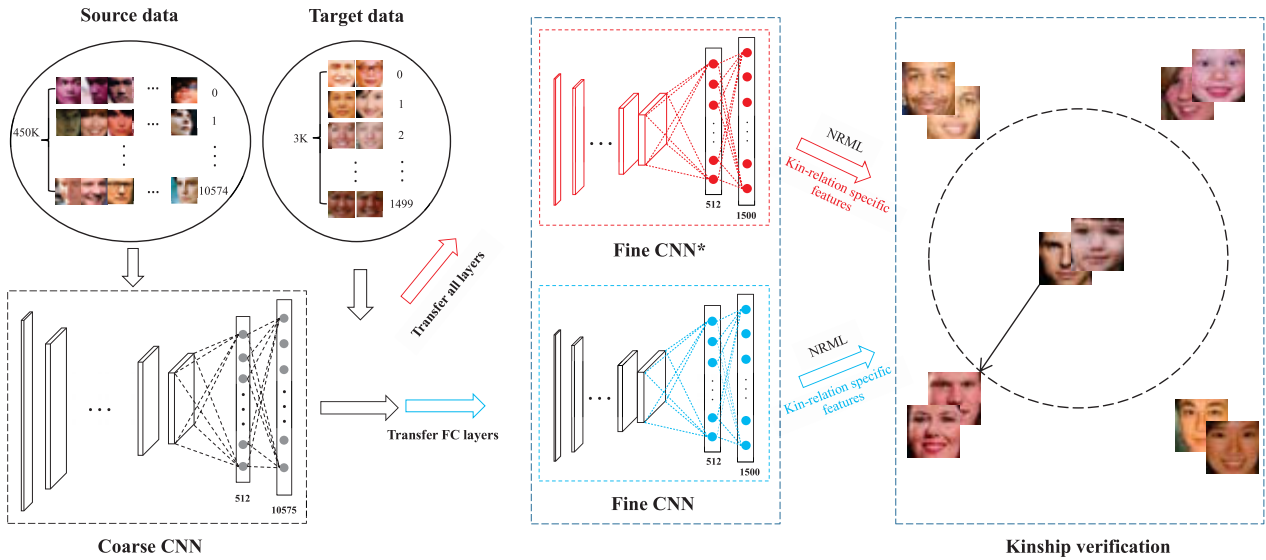 Source data
Target data
450K
0
1
10574
3K
0
1
2
1499
Transfer all layers
512
10575
Coarse CNN
Transfer FC layers
512
1500
Fine CNN*
512
1500
Fine CNN
NRML
Kin-relation specific
features
NRML
Kin-relation specific
features
Kinship verification